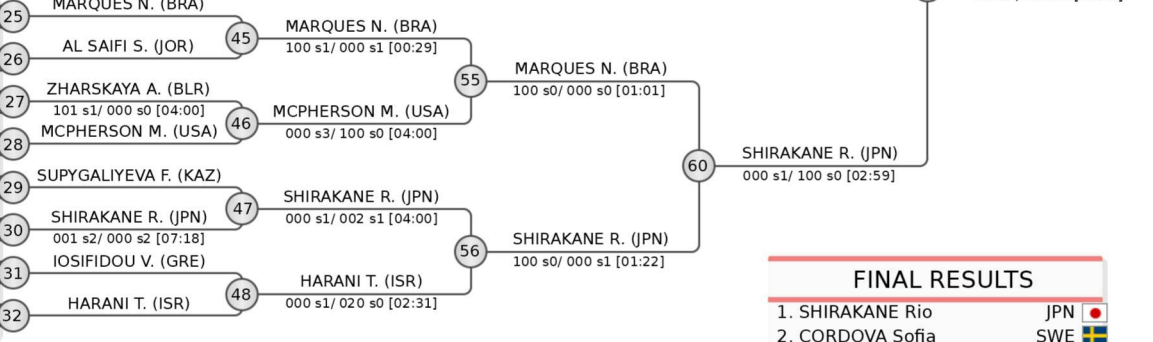 25
MARQUES N. (BRA)
26
AL SAIFI S. (JOR)
45
MARQUES N. (BRA)
100 s1/ 000 s1 [00:29]
27
ZHARSKAYA A. (BLR)
101 s1/ 000 s0 [04:00]
28
MCPHERSON M. (USA)
46
MCPHERSON M. (USA)
000 s3/ 100 s0 [04:00]
55
MARQUES N. (BRA)
100 s0/ 000 s0 [01:01]
29
SUPYGALIYEVA F. (KAZ)
30
SHIRAKANE R. (JPN)
001 s2/ 000 s2 [07:18]
47
SHIRAKANE R. (JPN)
000 s1/ 002 s1 [04:00]
31
IOSIFIDOU V. (GRE)
32
HARANI T. (ISR)
48
HARANI T. (ISR)
000 s1/ 020 s0 [02:31]
56
SHIRAKANE R. (JPN)
100 s0/ 000 s1 [01:22]
60
SHIRAKANE R. (JPN)
000 s1/ 100 s0 [02:59]
FINAL RESULTS
1. SHIRAKANE Rio JPN
2. CORDOVA Sofia SWE